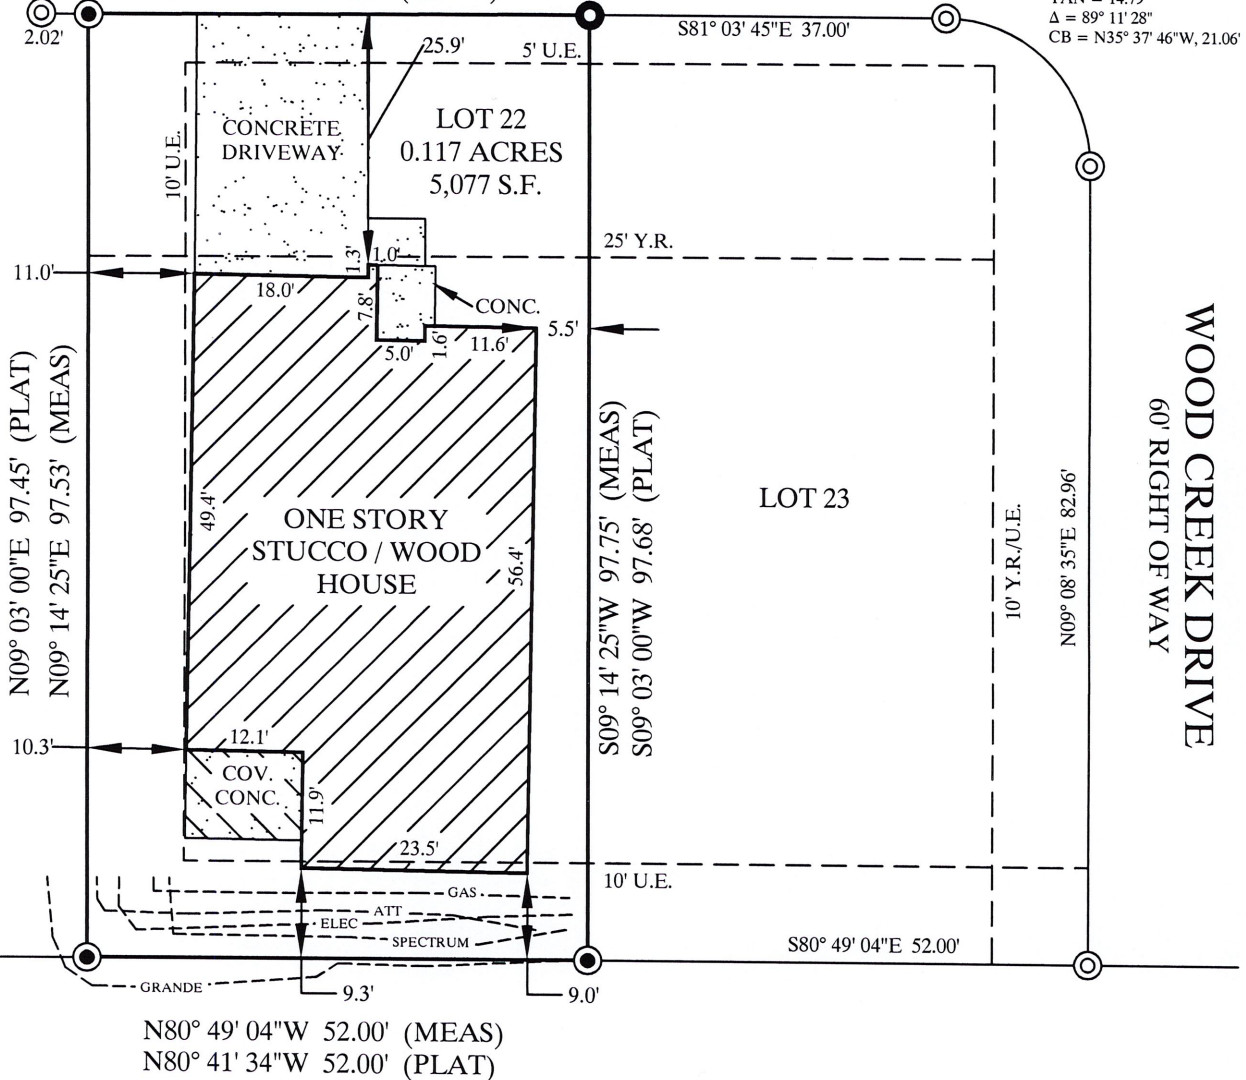 2.02'
25.9'
5' U.E.
S81° 03' 45"E 37.00'
Δ = 89° 11' 28"
CB = N35° 37' 46"W, 21.06'
CONCRETE
DRIVEWAY
10' U.E.
LOT 22
0.117 ACRES
5,077 S.F.
25' Y.R.
11.0'
18.0'
1.3'
1.0'
7.8'
CONC.
5.0'
1.6'
11.6'
5.5'
N09° 03' 00"E 97.45' (PLAT)
N09° 14' 25"E 97.53' (MEAS)
49.4'
ONE STORY
STUCCO / WOOD
HOUSE
56.4'
S09° 14' 25"W 97.75' (MEAS)
S09° 03' 00"W 97.68' (PLAT)
LOT 23
10' Y.R./U.E.
N09° 08' 35"E 82.96'
60' RIGHT OF WAY
WOOD CREEK DRIVE
10.3'
12.1'
COV.
CONC.
11.9'
23.5'
10' U.E.
GAS
ATT
ELEC
SPECTRUM
GRANDE
S80° 49' 04"E 52.00'
9.3'
9.0'
N80° 49' 04"W 52.00' (MEAS)
N80° 41' 34"W 52.00' (PLAT)